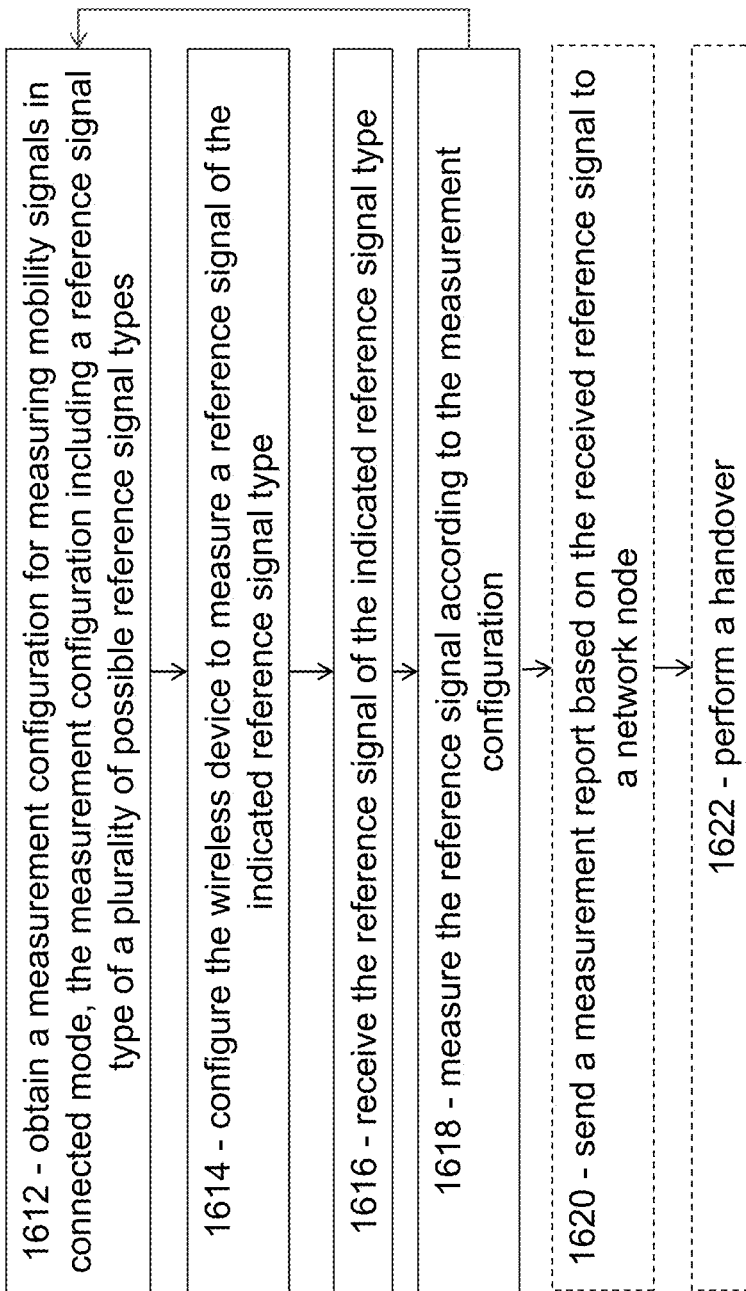 1612 - obtain a measurement configuration for measuring mobility signals in
connected mode, the measurement configuration including a reference signal
type of a plurality of possible reference signal types
1614 - configure the wireless device to measure a reference signal of the
indicated reference signal type
1616 - receive the reference signal of the indicated reference signal type
1618 - measure the reference signal according to the measurement
configuration
1620 - send a measurement report based on the received reference signal to
a network node
1622 - perform a handover